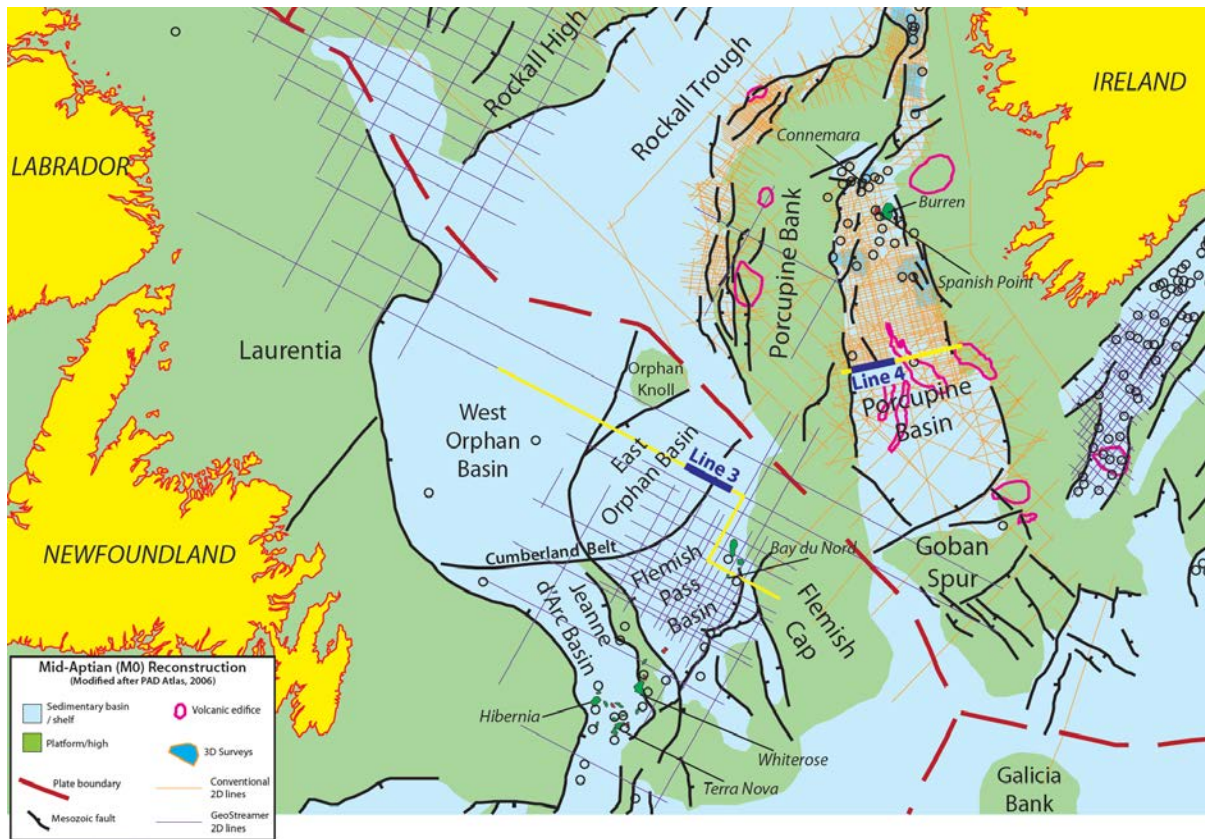 Rockall High
Rockall Trough
IRELAND
LABRADOR
Connemara
Burren
Porcupine Bank
Spanish Point
Laurentia
Orphan
Knoll
Line 4
Porcupine
Basin
West
Orphan
Basin
East
Orphan Basin
Line 3
NEWFOUNDLAND
Cumberland Belt
Bay du Nord
Flemish
Pass
Basin
Goban
Spur
Jeanne
d'Arc Basin
Flemish
Cap
Hibernia
Whiterose
Terra Nova
Galicia
Bank
Mid-Aptian (M0) Reconstruction
(Modified after PAD Atlas, 2006)
Sedimentary basin
/ shelf
Volcanic edifice
Platform/high
3D Surveys
Plate boundary
Conventional
2D lines
Mesozoic fault
GeoStreamer
2D lines